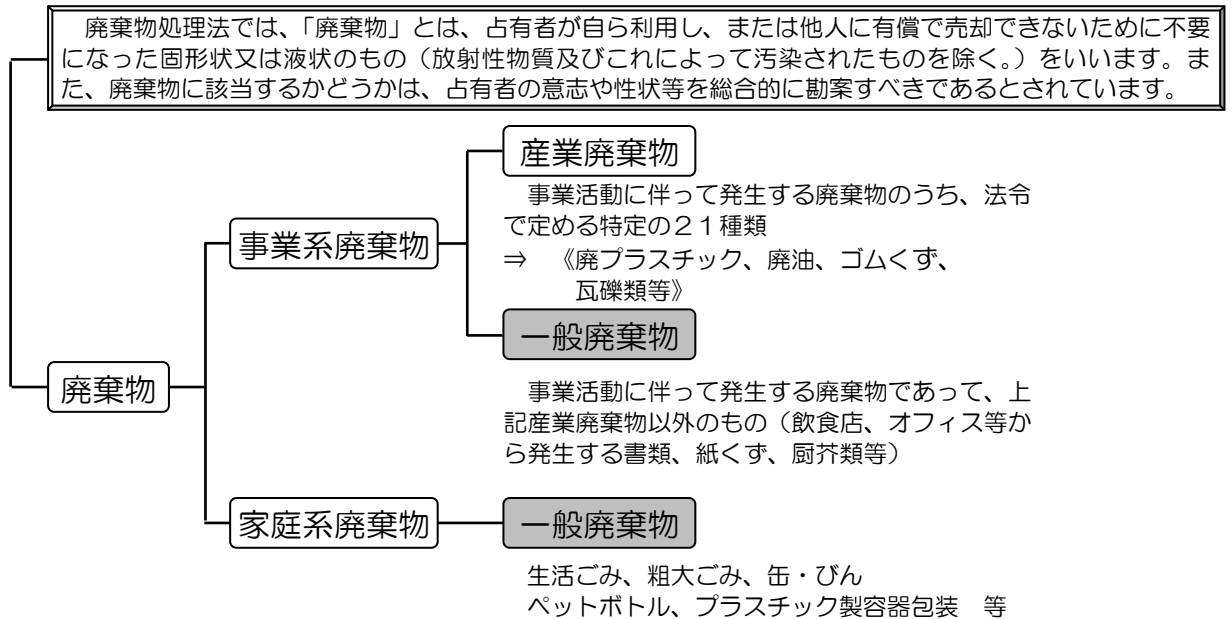 廃棄物処理法では、「廃棄物」とは、占有者が自ら利用し、または他人に有償で売却できないために不要
になった固形状又は液状のもの（放射性物質及びこれによって汚染されたものを除く。）をいいます。ま
た、廃棄物に該当するかどうかは、占有者の意志や性状等を総合的に勘案すべきであるとされています。
産業廃棄物
事業活動に伴って発生する廃棄物のうち、法令
で定める特定の２１種類
⇒　《廃プラスチック、廃油、ゴムくず、
瓦礫類等》
事業系廃棄物
一般廃棄物
事業活動に伴って発生する廃棄物であって、上
記産業廃棄物以外のもの（飲食店、オフィス等か
ら発生する書類、紙くず、厨芥類等）
廃棄物
家庭系廃棄物
一般廃棄物
生活ごみ、粗大ごみ、缶・びん
ペットボトル、プラスチック製容器包装　等